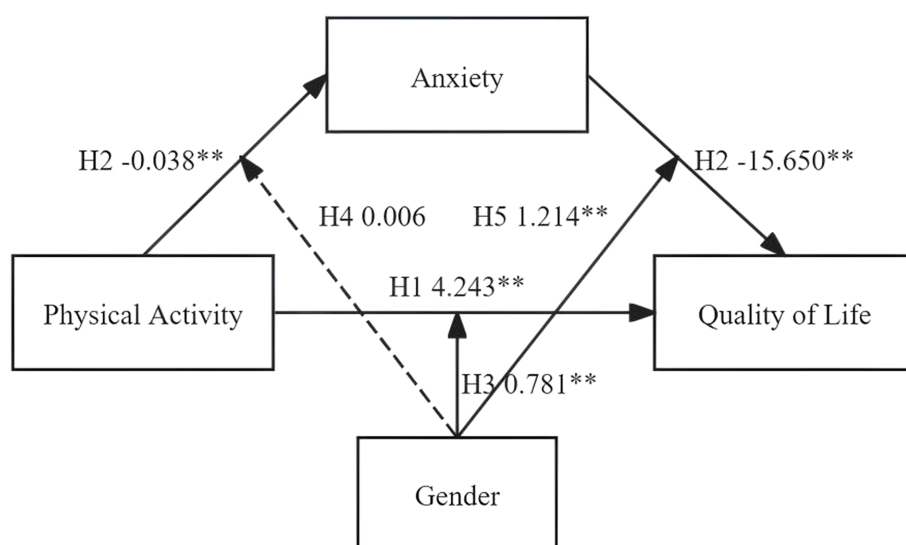 Anxiety
H2 -0.038**
H2 -15.650**
H4 0.006
H5 1.214**
H1 4.243**
Physical Activity
Quality of Life
H3 0.781**
Gender